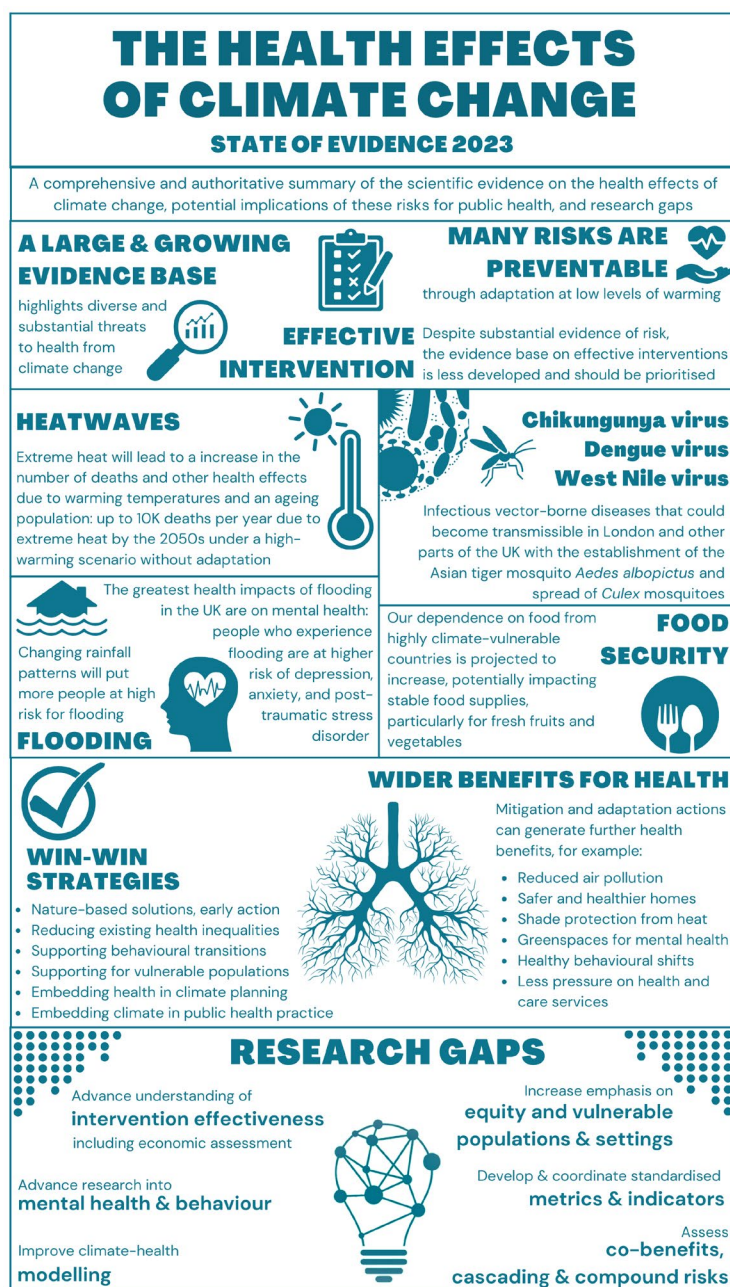 THE HEALTH EFFECTS
OF CLIMATE CHANGE
STATE OF EVIDENCE 2023
A comprehensive and authoritative summary of the scientific evidence on the health effects of
climate change, potential implications of these risks for public health, and research gaps
A LARGE & GROWING
EVIDENCE BASE
highlights diverse and
substantial threats
to health from
climate change
MANY RISKS ARE
PREVENTABLE
through adaptation at low levels of warming
EFFECTIVE
INTERVENTION
Despite substantial evidence of risk,
the evidence base on effective interventions
is less developed and should be prioritised
HEATWAVES
Extreme heat will lead to a increase in the
number of deaths and other health effects
due to warming temperatures and an ageing
population: up to 10K deaths per year due to
extreme heat by the 2050s under a high-
warming scenario without adaptation
Chikungunya virus
Dengue virus
West Nile virus
Infectious vector-borne diseases that could
become transmissible in London and other
parts of the UK with the establishment of the
Asian tiger mosquito Aedes albopictus and
spread of Culex mosquitoes
The greatest health impacts of flooding
in the UK are on mental health:
people who experience
flooding are at higher
risk of depression,
anxiety, and post-
traumatic stress
disorder
Changing rainfall
patterns will put
more people at high
risk for flooding
FLOODING
Our dependence on food from
highly climate-vulnerable
countries is projected to
increase, potentially impacting
stable food supplies,
particularly for fresh fruits and
vegetables
FOOD
SECURITY
WIN-WIN
STRATEGIES
• Nature-based solutions, early action
• Reducing existing health inequalities
• Supporting behavioural transitions
• Supporting for vulnerable populations
• Embedding health in climate planning
• Embedding climate in public health practice
WIDER BENEFITS FOR HEALTH
Mitigation and adaptation actions
can generate further health
benefits, for example:
• Reduced air pollution
• Safer and healthier homes
• Shade protection from heat
• Greenspaces for mental health
• Healthy behavioural shifts
• Less pressure on health and
care services
RESEARCH GAPS
Advance understanding of
intervention effectiveness
including economic assessment
Advance research into
mental health & behaviour
Improve climate-health
modelling
Increase emphasis on
equity and vulnerable
populations & settings
Develop & coordinate standardised
metrics & indicators
Assess
co-benefits,
cascading & compound risks